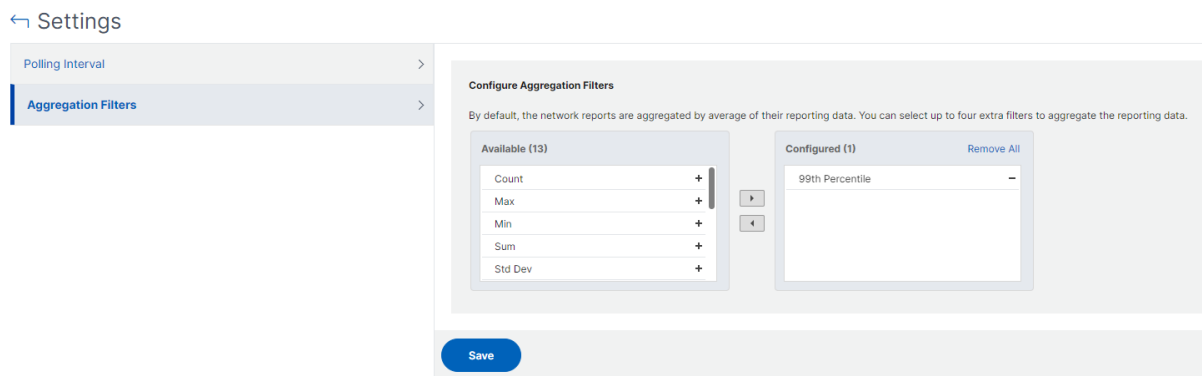 Settings
Polling Interval
Aggregation Filters
Configure Aggregation Filters
By default, the network reports are aggregated by average of their reporting data. You can select up to four extra filters to aggregate the reporting data.
Available (13)
Count
Max
Min
Sum
Std Dev
Configured (1)
Remove All
99th Percentile
Save